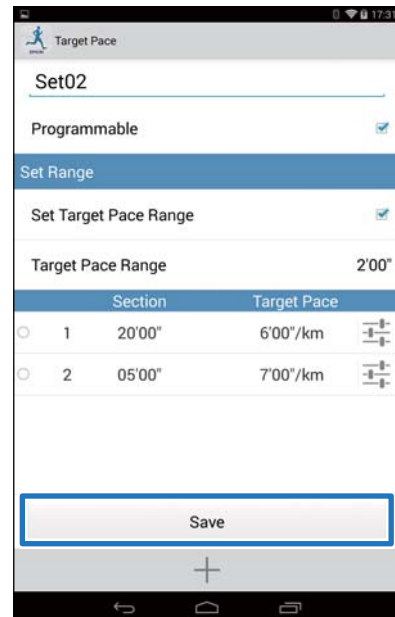 17:31
EPSON
Target Pace
Set02
Programmable
Set Range
Set Target Pace Range
Target Pace Range 2'00"
Section Target Pace
1 20'00" 6'00"/km
2 05'00" 7'00"/km
Save